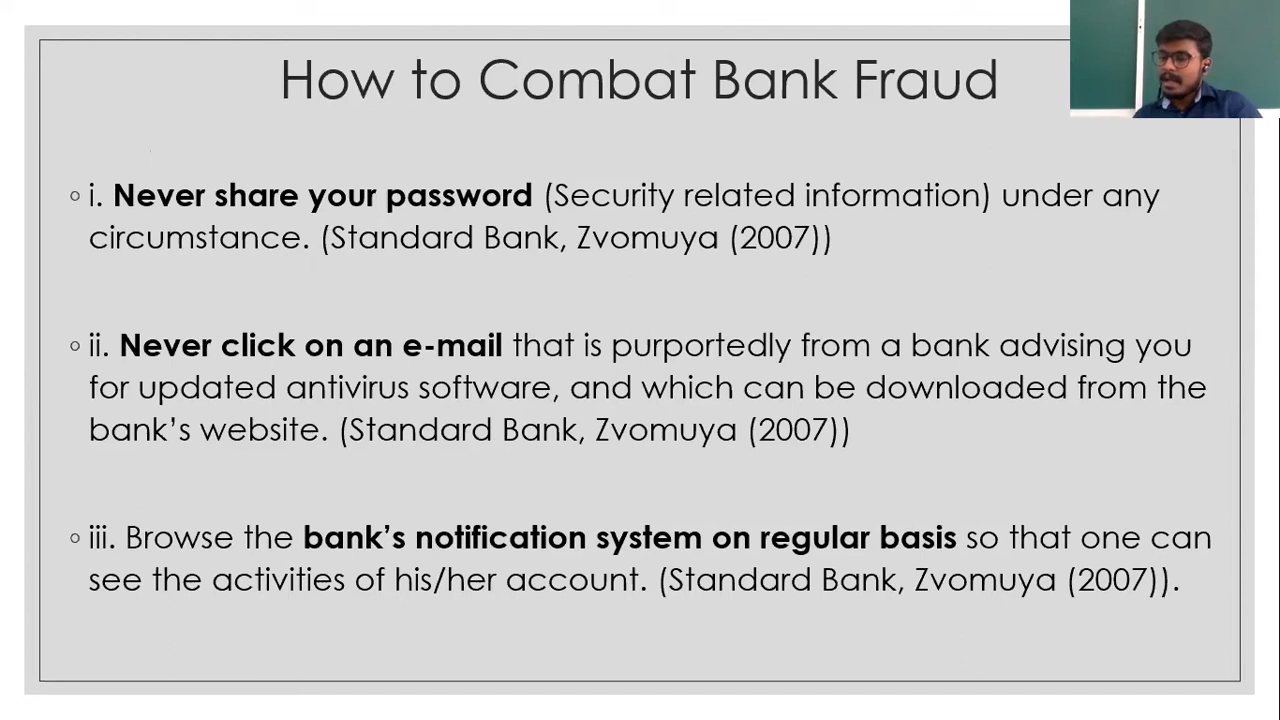 How to Combat Bank Fraud
◦ i. Never share your password (Security related information) under any
circumstance. (Standard Bank, Zvomuya (2007))
◦ ii. Never click on an e-mail that is purportedly from a bank advising you
for updated antivirus software, and which can be downloaded from the
bank’s website. (Standard Bank, Zvomuya (2007))
◦ iii. Browse the bank’s notification system on regular basis so that one can
see the activities of his/her account. (Standard Bank, Zvomuya (2007)).